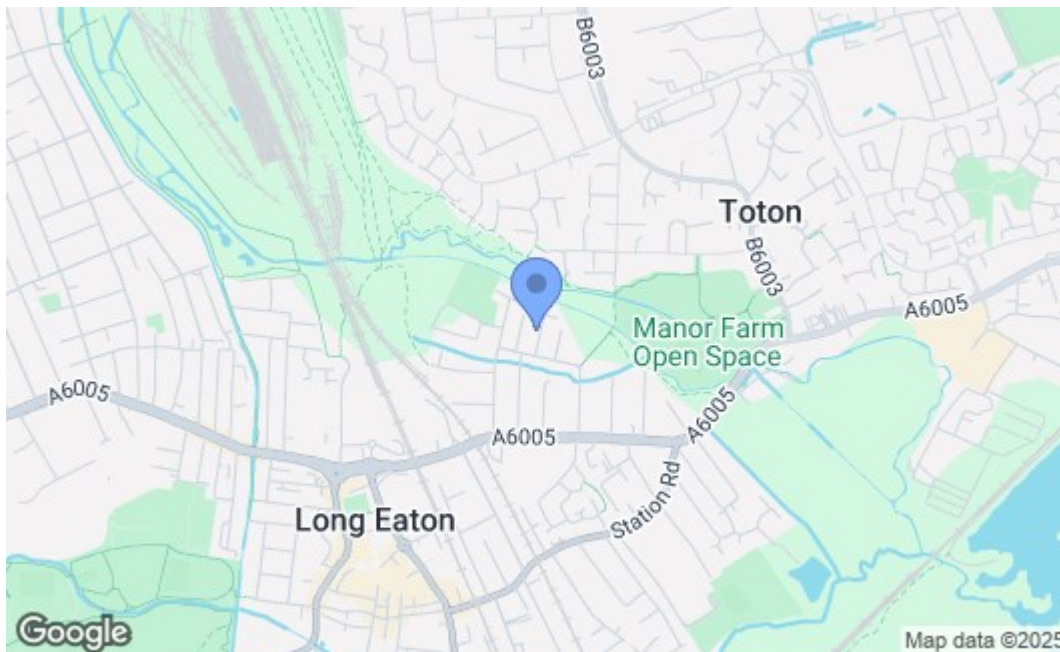 B6003
Toton
B6003
A6005
Manor Farm
Open Space
A6005
A6005
A6005
Station Rd
Long Eaton
Google
Map data ©2025